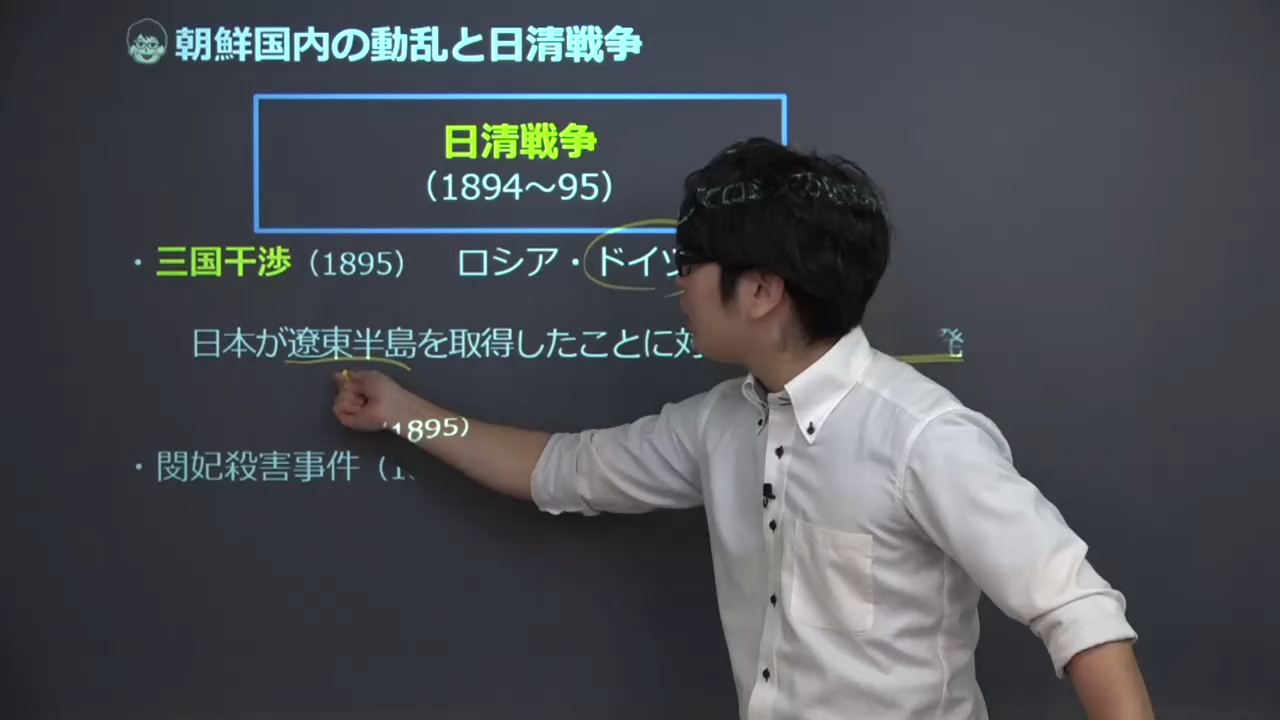 朝鮮国内の動乱と日清戦争
日清戦争
（1894～95）
・三国干渉（1895） ロシア・ドイツ
日本が遼東半島を取得したことに対 発
・閔妃殺害事件（1895）